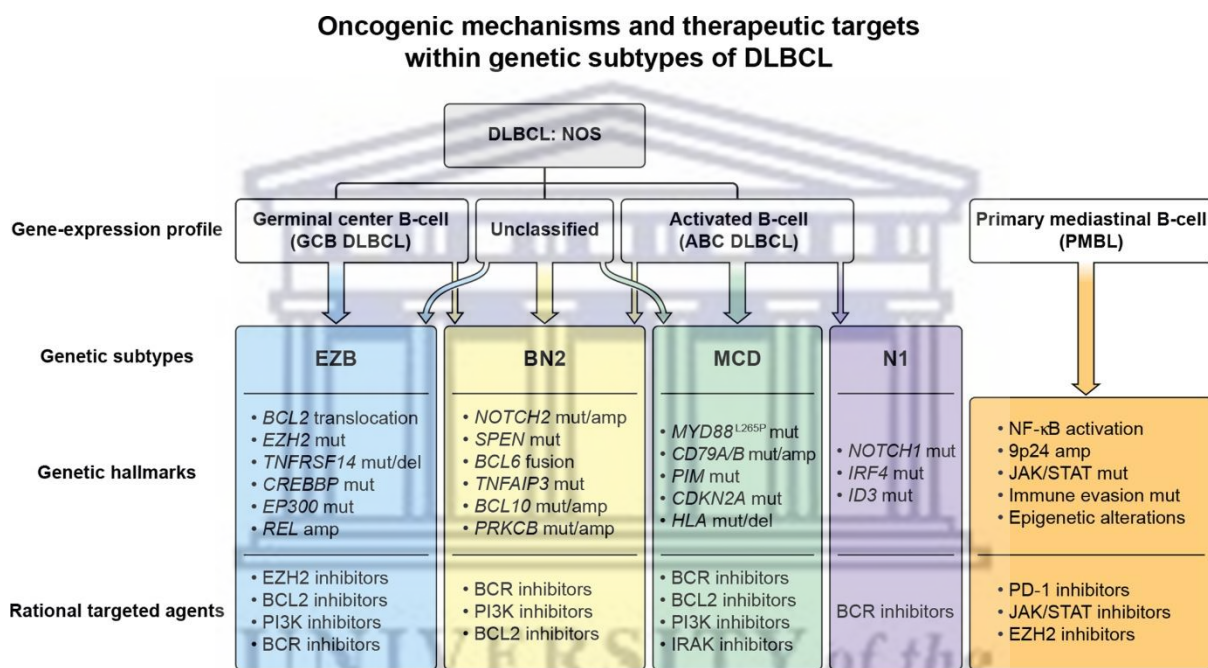 Oncogenic mechanisms and therapeutic targets
within genetic subtypes of DLBCL
DLBCL: NOS
Gene-expression profile
Germinal center B-cell
(GCB DLBCL)
Unclassified
Activated B-cell
(ABC DLBCL)
Primary mediastinal B-cell
(PMBL)
Genetic subtypes
EZB
BN2
MCD
N1
Genetic hallmarks
• BCL2 translocation
• EZH2 mut
• TNFRSF14 mut/del
• CREBBP mut
• EP300 mut
• REL amp
• NOTCH2 mut/amp
• SPEN mut
• BCL6 fusion
• TNFAIP3 mut
• BCL10 mut/amp
• PRKCB mut/amp
• MYD88L265P mut
• CD79A/B mut/amp
• PIM mut
• CDKN2A mut
• HLA mut/del
• NOTCH1 mut
• IRF4 mut
• ID3 mut
• NF-κB activation
• 9p24 amp
• JAK/STAT mut
• Immune evasion mut
• Epigenetic alterations
Rational targeted agents
• EZH2 inhibitors
• BCL2 inhibitors
• PI3K inhibitors
• BCR inhibitors
• BCR inhibitors
• PI3K inhibitors
• BCL2 inhibitors
• BCR inhibitors
• BCL2 inhibitors
• PI3K inhibitors
• IRAK inhibitors
BCR inhibitors
• PD-1 inhibitors
• JAK/STAT inhibitors
• EZH2 inhibitors
UNIVERSITY of the